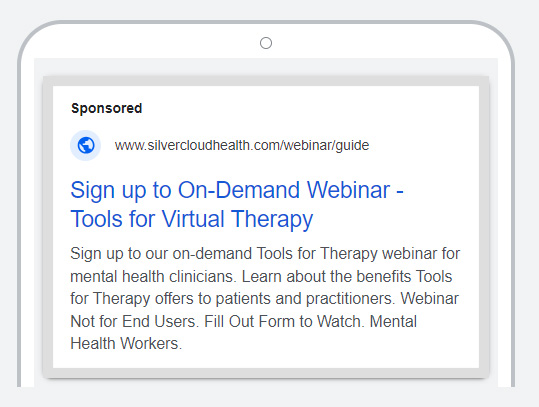 Sponsored
www.silvercloudhealth.com/webinar/guide
Sign up to On-Demand Webinar -
Tools for Virtual Therapy
Sign up to our on-demand Tools for Therapy webinar for
mental health clinicians. Learn about the benefits Tools
for Therapy offers to patients and practitioners. Webinar
Not for End Users. Fill Out Form to Watch. Mental
Health Workers.